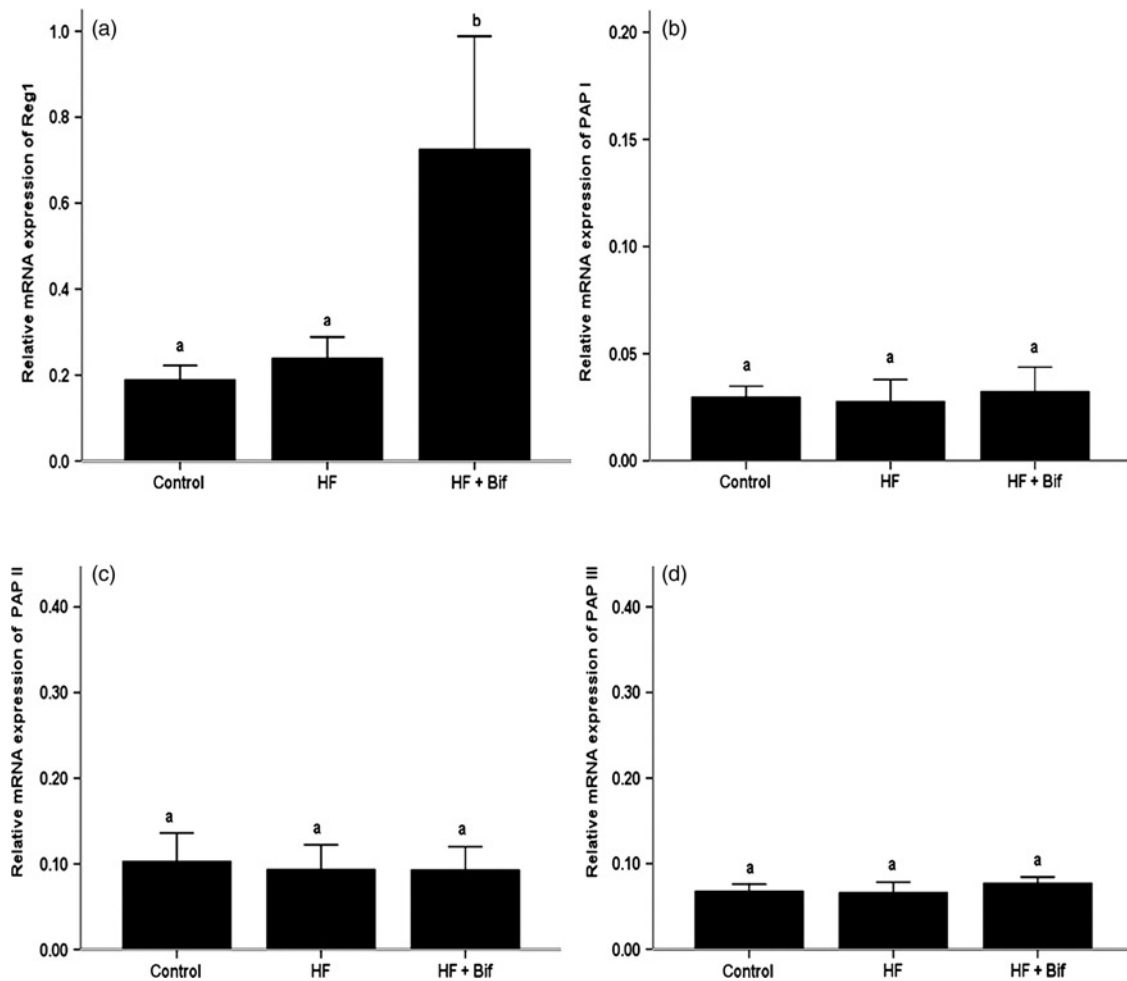 (a)
Relative mRNA expression of Reg1
1.0
0.8
0.6
0.4
0.2
0.0
a
a
b
Control
HF
HF + Bif
(b)
Relative mRNA expression of PAP I
0.20
0.15
0.10
0.05
0.00
a
a
a
Control
HF
HF + Bif
(c)
Relative mRNA expression of PAP II
0.40
0.30
0.20
0.10
0.00
a
a
a
Control
HF
HF + Bif
(d)
Relative mRNA expression of PAP III
0.40
0.30
0.20
0.10
0.00
a
a
a
Control
HF
HF + Bif